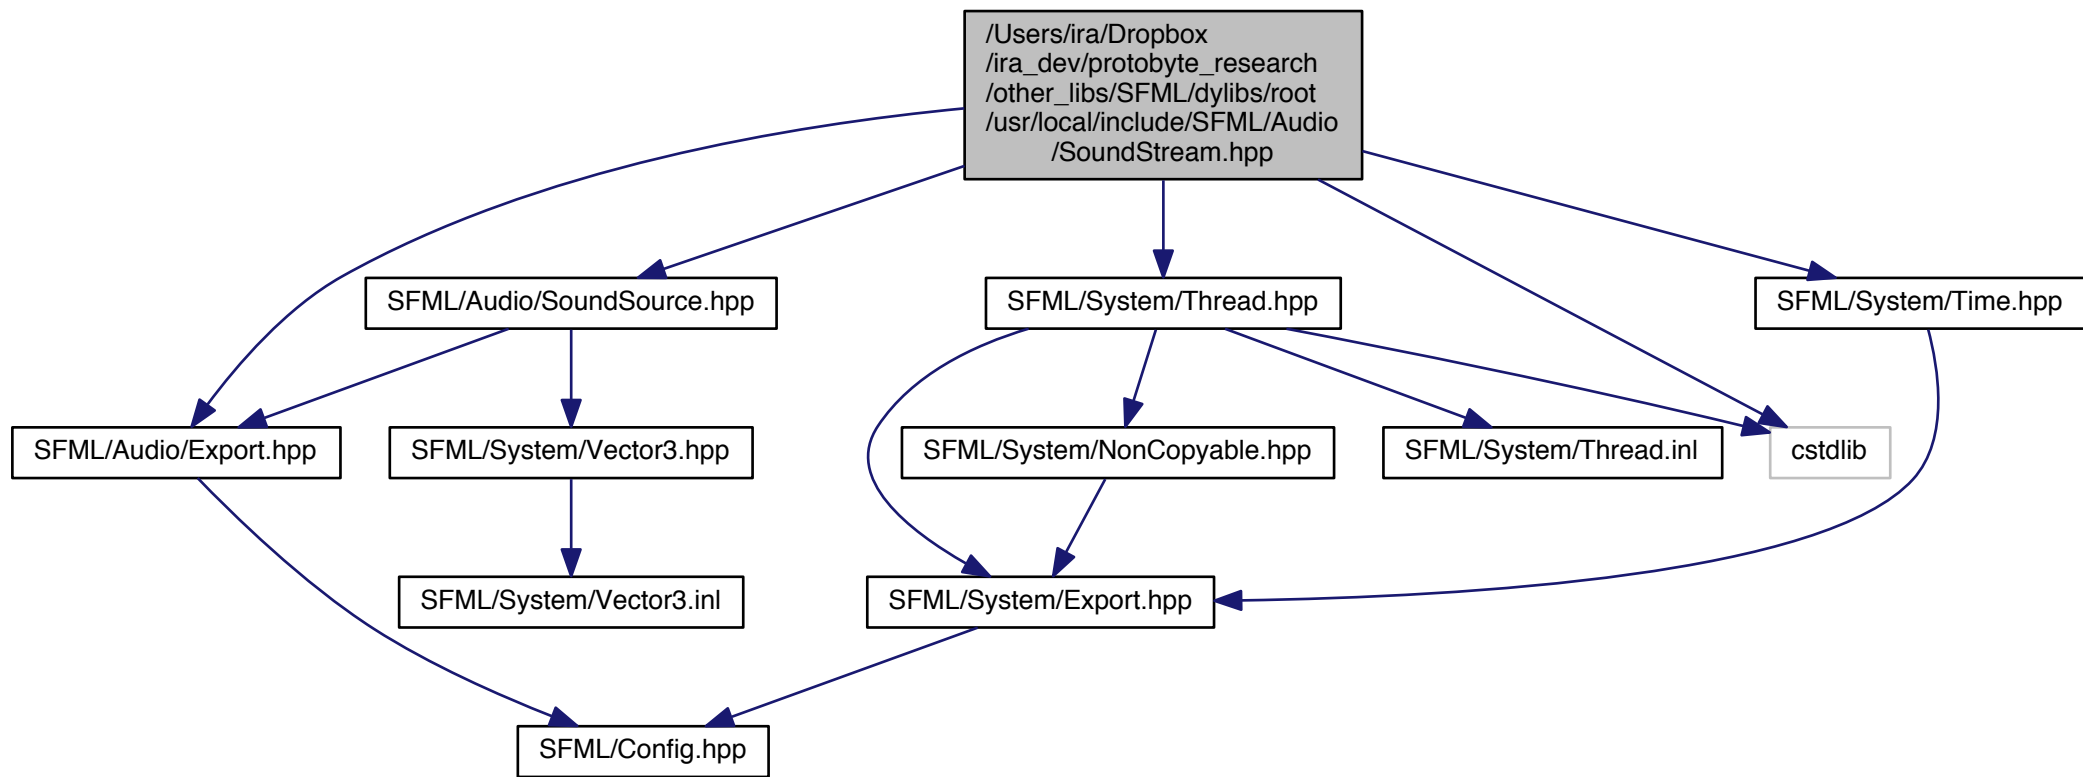 /Users/ira/Dropbox
/ira_dev/protobyte_research
/other_libs/SFML/dylibs/root
/usr/local/include/SFML/Audio
/SoundStream.hpp
SFML/Audio/SoundSource.hpp
SFML/System/Thread.hpp
SFML/System/Time.hpp
SFML/Audio/Export.hpp
SFML/System/Vector3.hpp
SFML/System/NonCopyable.hpp
SFML/System/Thread.inl
cstdlib
SFML/System/Vector3.inl
SFML/System/Export.hpp
SFML/Config.hpp